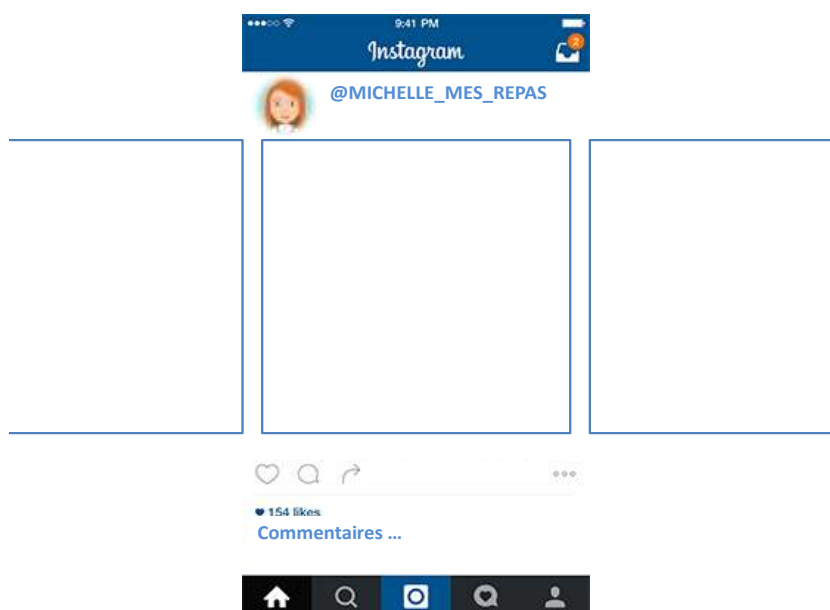 9:41 PM
Instagram
2
@MICHELLE_MES_REPAS
154 likes
Commentaires …